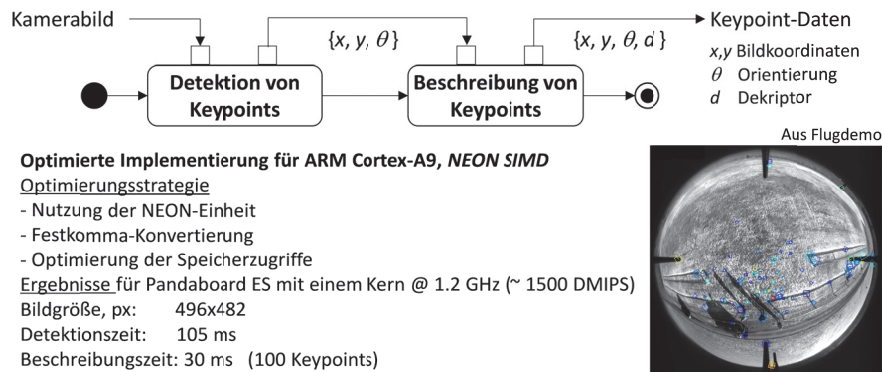 Kamerabild
{x, y, θ}
{x, y, θ, d}
Keypoint-Daten
x,y Bildkoordinaten
θ Orientierung
d Dekriptor
Detektion von
Keypoints
Beschreibung von
Keypoints
Aus Flugdemo
Optimierte Implementierung für ARM Cortex-A9, NEON SIMD
Optimierungsstrategie
- Nutzung der NEON-Einheit
- Festkomma-Konvertierung
- Optimierung der Speicherzugriffe
Ergebnisse für Pandaboard ES mit einem Kern @ 1.2 GHz (~ 1500 DMIPS)
Bildgröße, px: 496x482
Detektionszeit: 105 ms
Beschreibungszeit: 30 ms (100 Keypoints)